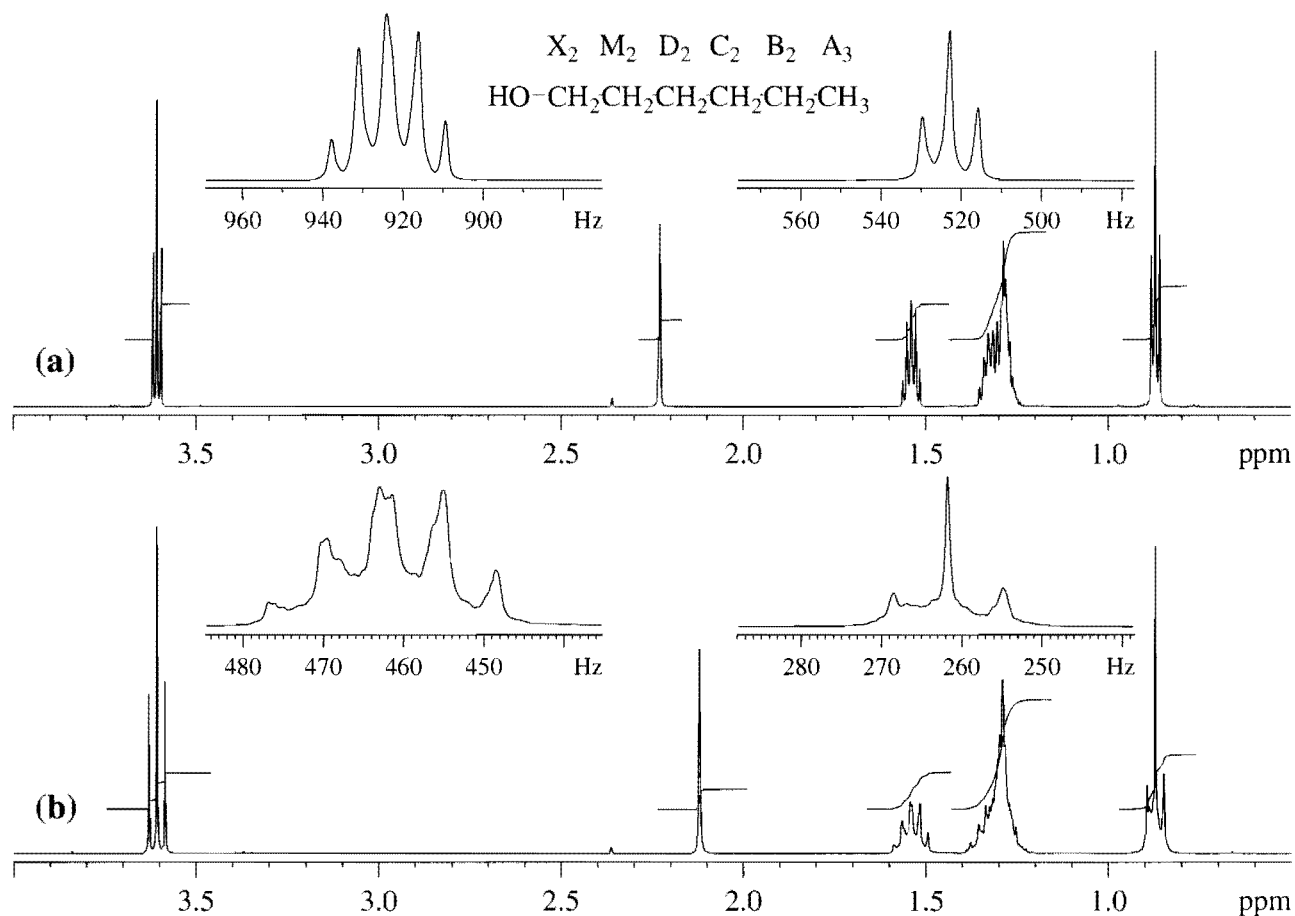 X₂ M₂ D₂ C₂ B₂ A₃
HO-CH₂CH₂CH₂CH₂CH₂CH₃
960 940 920 900 Hz
560 540 520 500 Hz
(a)
3.5 3.0 2.5 2.0 1.5 1.0 ppm
480 470 460 450 Hz
280 270 260 250 Hz
(b)
3.5 3.0 2.5 2.0 1.5 1.0 ppm